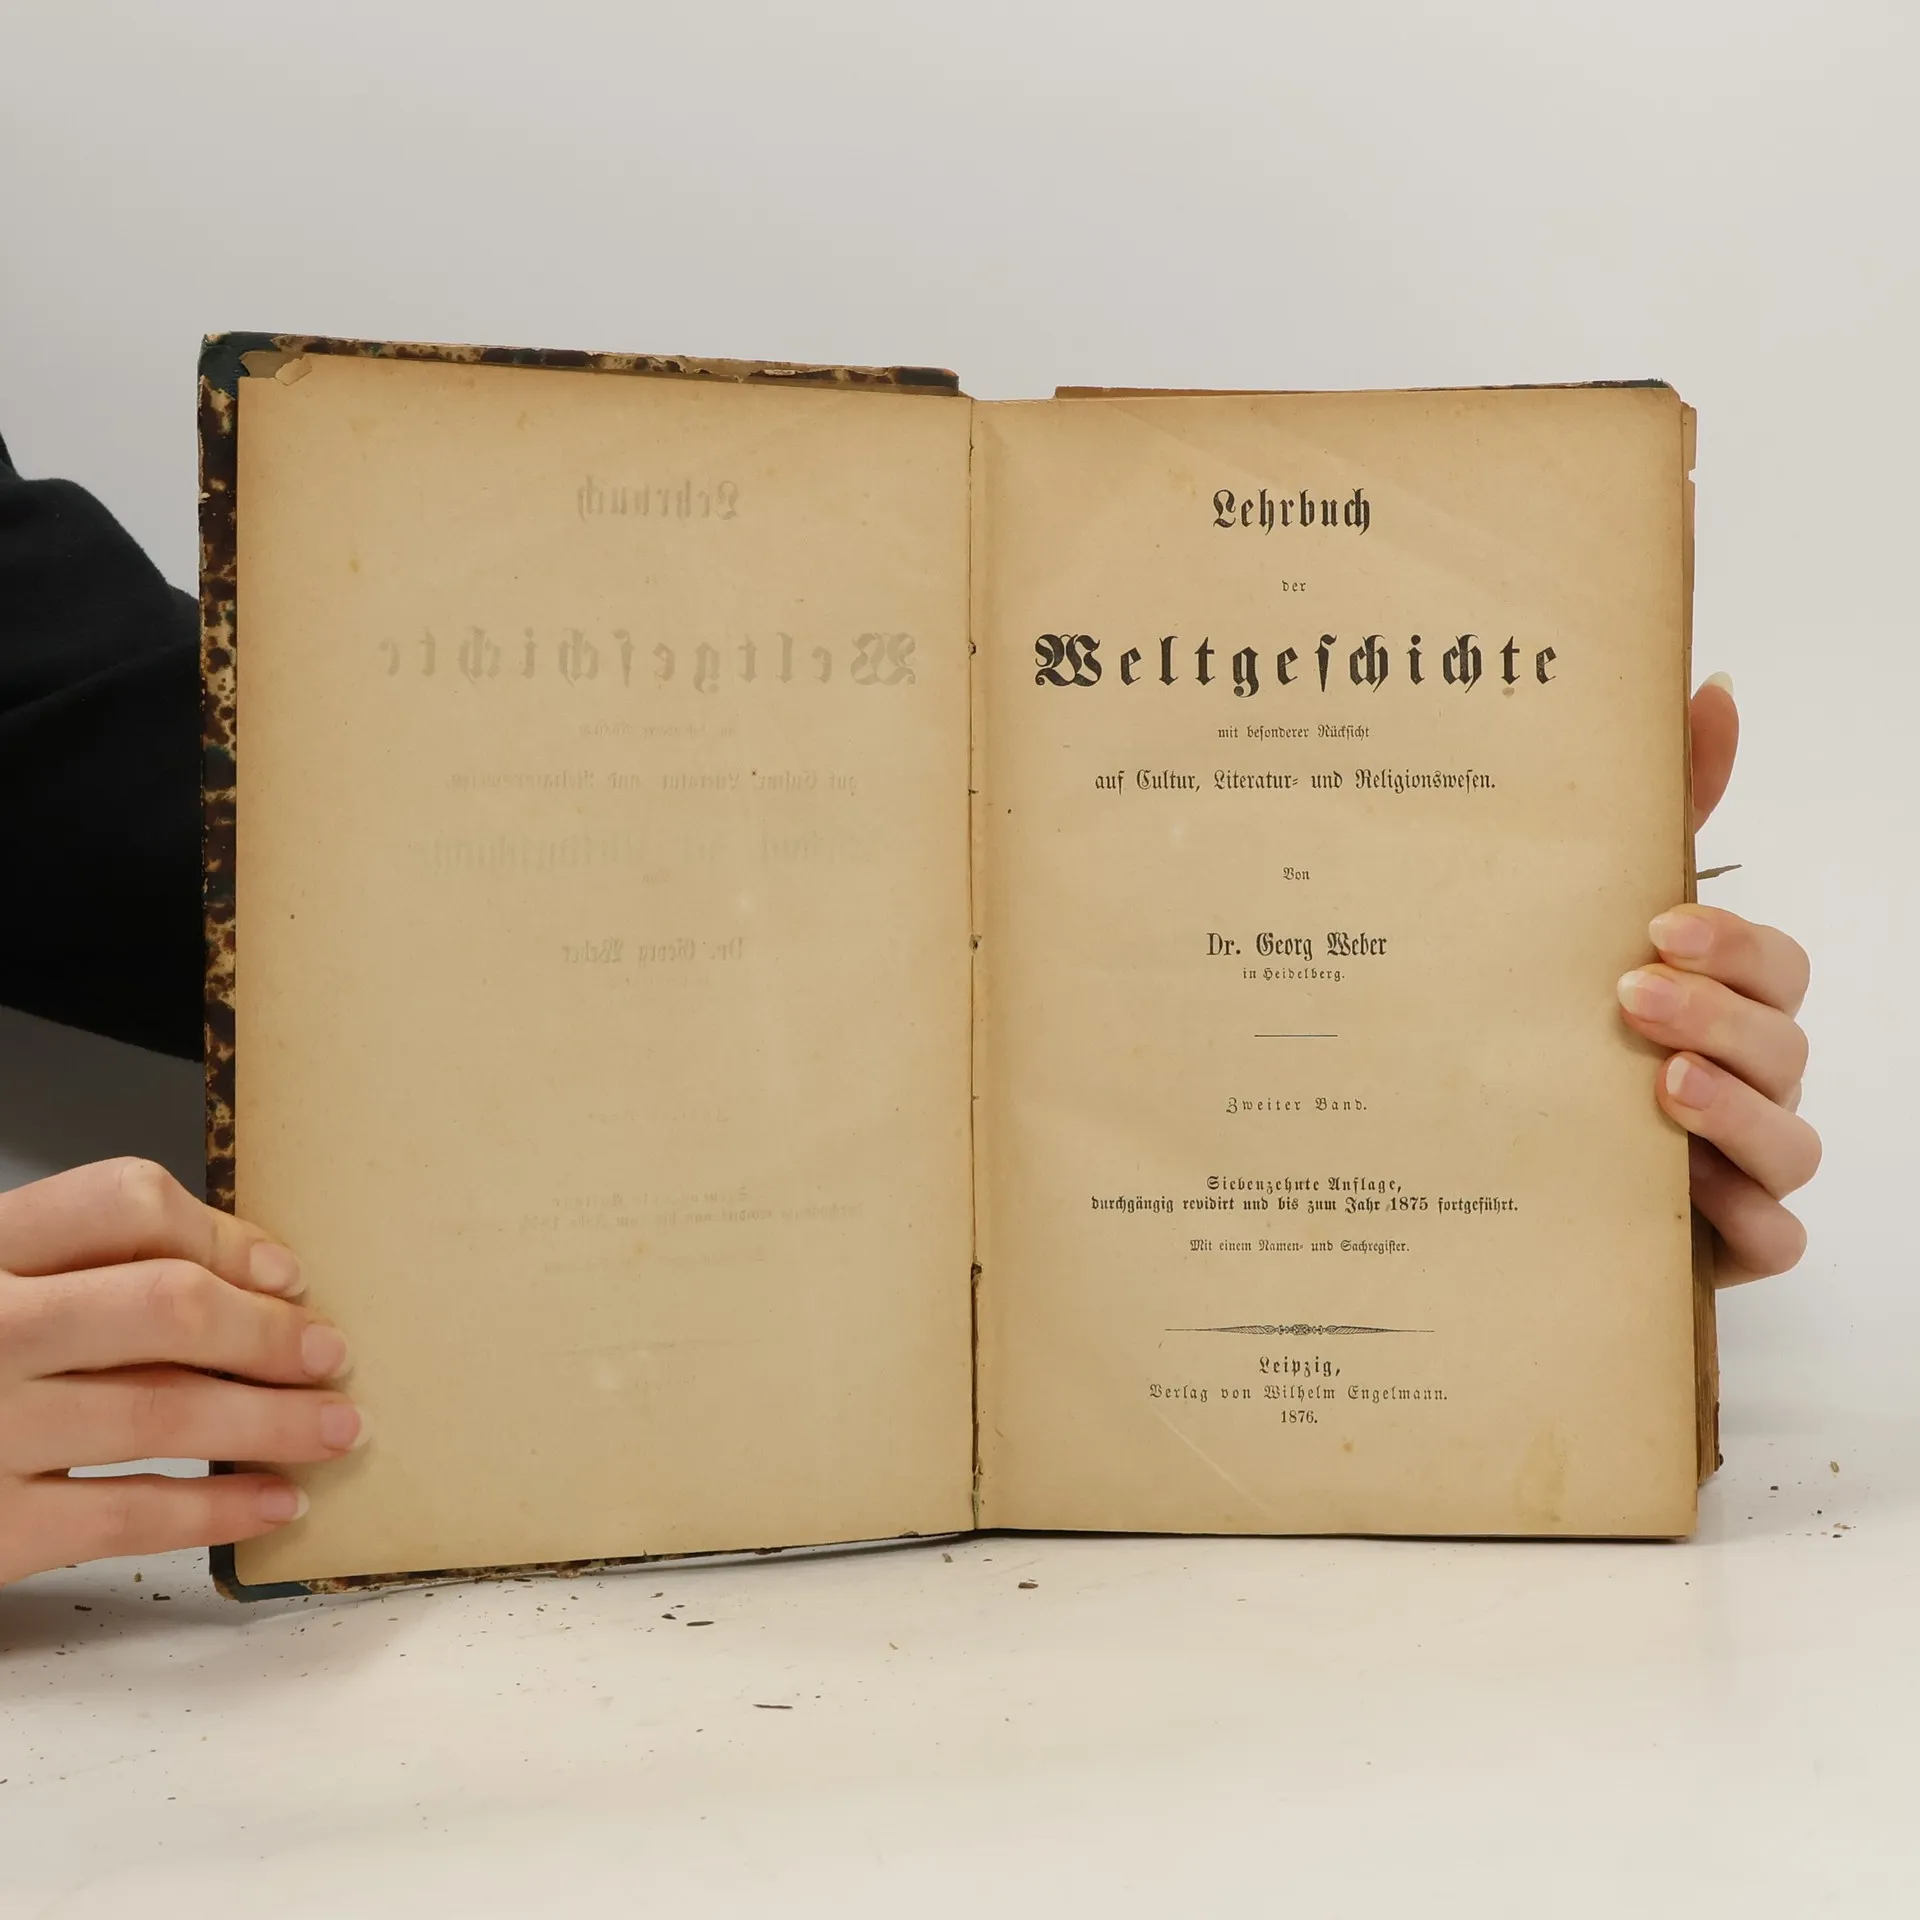 Lehrbuch
der
Weltgeſchichte
mit beſonderer Rückſicht
auf Cultur, Literatur- und Religionsweſen.
Von
Dr. Georg Weber
in Heidelberg.
Zweiter Band.
Siebenzehnte Auflage,
durchgängig revidirt und bis zum Jahr 1875 fortgeführt.
Mit einem Namen- und Sachregiſter.
Leipzig,
Verlag von Wilhelm Engelmann.
1876.